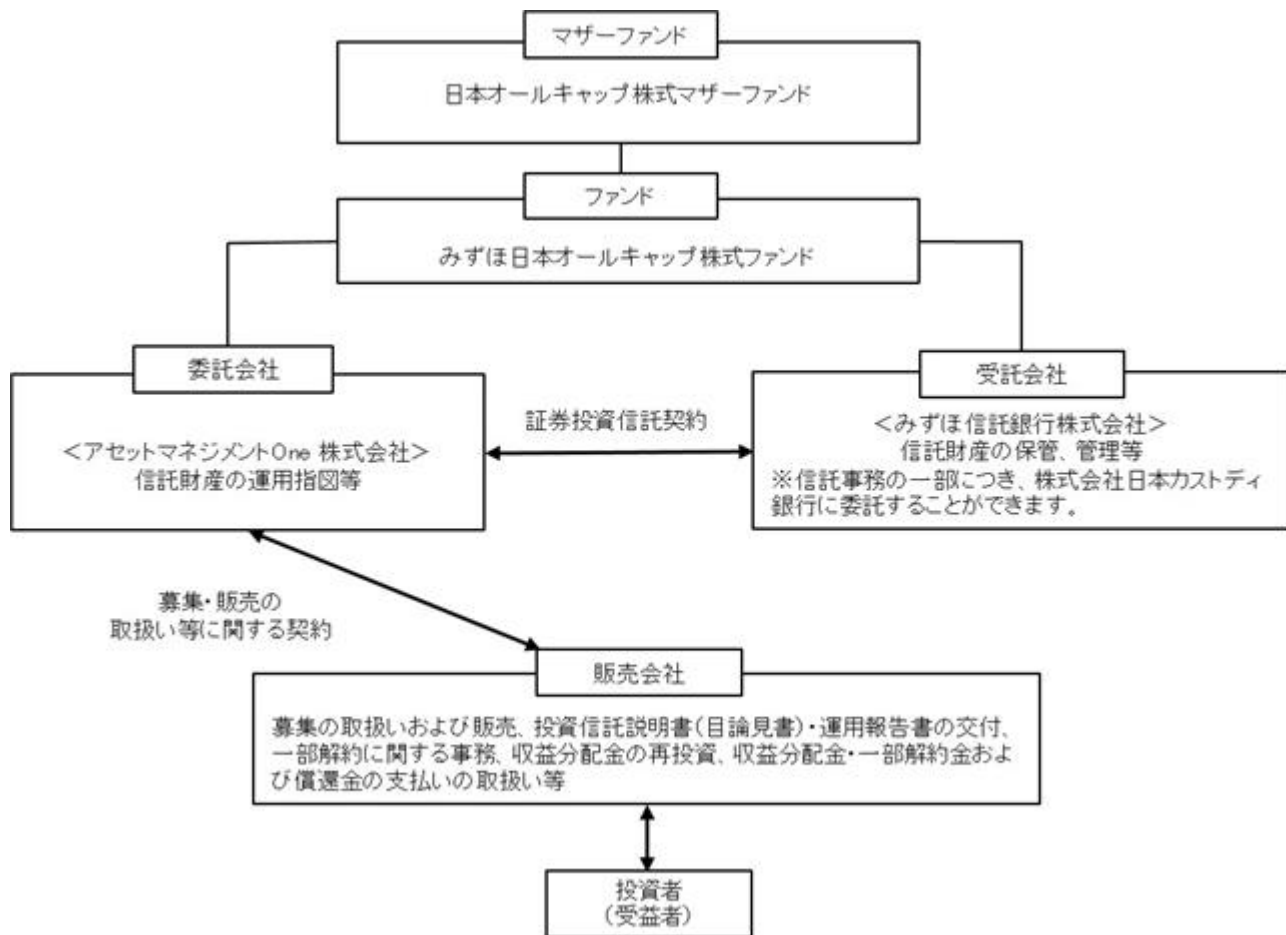 マザーファンド
日本オールキャップ株式マザーファンド
ファンド
みずほ日本オールキャップ株式ファンド
委託会社
<アセットマネジメントOne 株式会社>
信託財産の運用指図等
証券投資信託契約
受託会社
<みずほ信託銀行株式会社>
信託財産の保管、管理等
※信託事務の一部につき、株式会社日本カストディ
銀行に委託することができます。
募集・販売の
取扱い等に関する契約
販売会社
募集の取扱いおよび販売、投資信託説明書(目論見書)・運用報告書の交付、
一部解約に関する事務、収益分配金の再投資、収益分配金・一部解約金およ
び償還金の支払いの取扱い等
投資者
(受益者)